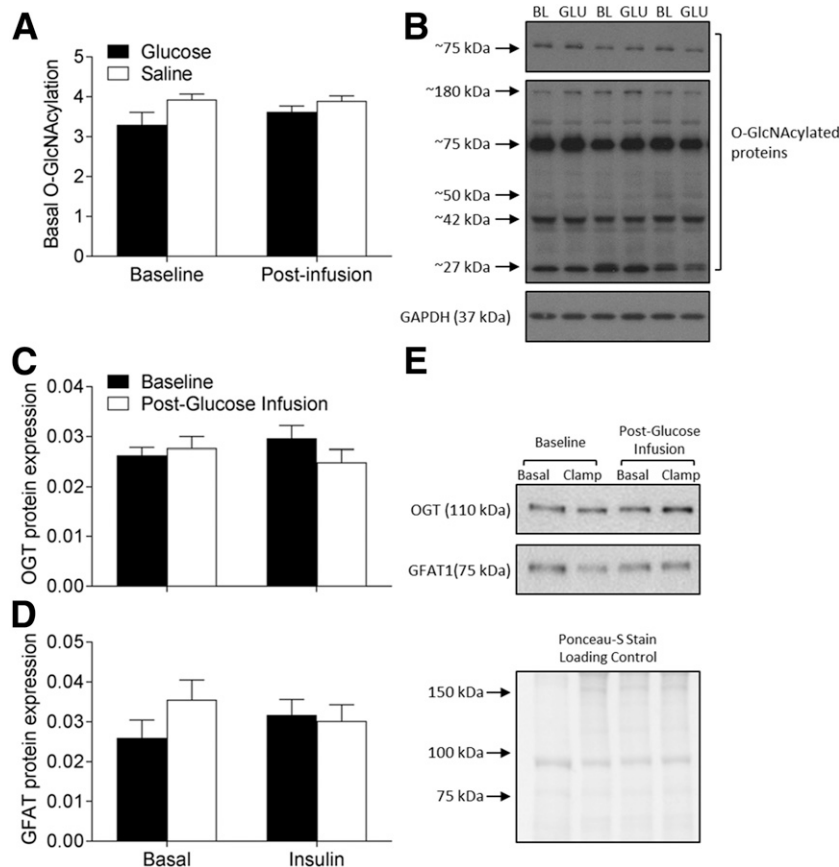 A
Glucose
Saline
Basal O-GlcNAcylation
5
4
3
2
1
0
Baseline
Post-infusion
B
BL GLU BL GLU BL GLU
~75 kDa
~180 kDa
~75 kDa
~50 kDa
~42 kDa
~27 kDa
O-GlcNAcylated
proteins
GAPDH (37 kDa)
C
Baseline
Post-Glucose Infusion
OGT protein expression
0.04
0.03
0.02
0.01
0.00
D
GFAT protein expression
0.05
0.04
0.03
0.02
0.01
0.00
Basal
Insulin
E
Baseline
Post-Glucose
Infusion
Basal Clamp Basal Clamp
OGT (110 kDa)
GFAT1(75 kDa)
Ponceau-S Stain
Loading Control
150 kDa
100 kDa
75 kDa